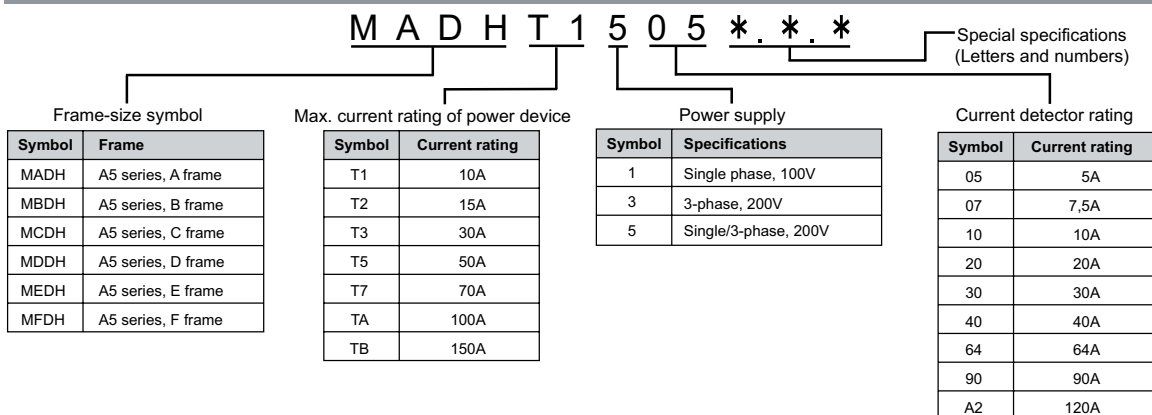 M A D H T 1 5 0 5 *. *. *
Special specifications
(Letters and numbers)
Frame-size symbol
Symbol Frame
MADH A5 series, A frame
MBDH A5 series, B frame
MCDH A5 series, C frame
MDDH A5 series, D frame
MEDH A5 series, E frame
MFDH A5 series, F frame
Max. current rating of power device
Symbol Current rating
T1 10A
T2 15A
T3 30A
T5 50A
T7 70A
TA 100A
TB 150A
Power supply
Symbol Specifications
1 Single phase, 100V
3 3-phase, 200V
5 Single/3-phase, 200V
Current detector rating
Symbol Current rating
05 5A
07 7,5A
10 10A
20 20A
30 30A
40 40A
64 64A
90 90A
A2 120A